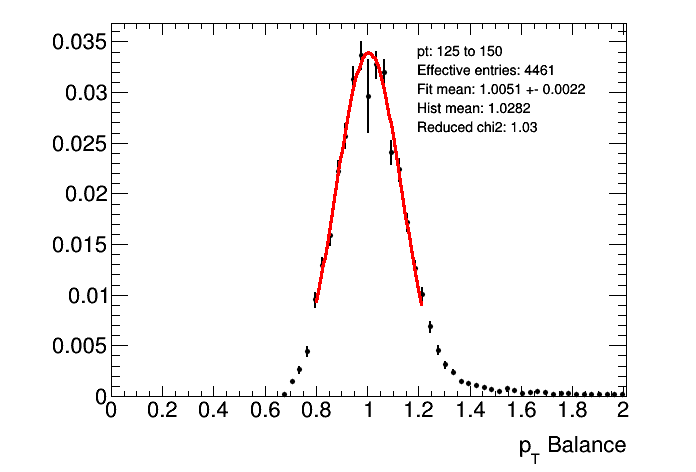 0.035
0.03
0.025
0.02
0.015
0.01
0.005
0
pt: 125 to 150
Effective entries: 4461
Fit mean: 1.0051 +- 0.0022
Hist mean: 1.0282
Reduced chi2: 1.03
0 0.2 0.4 0.6 0.8 1 1.2 1.4 1.6 1.8 2
pT Balance